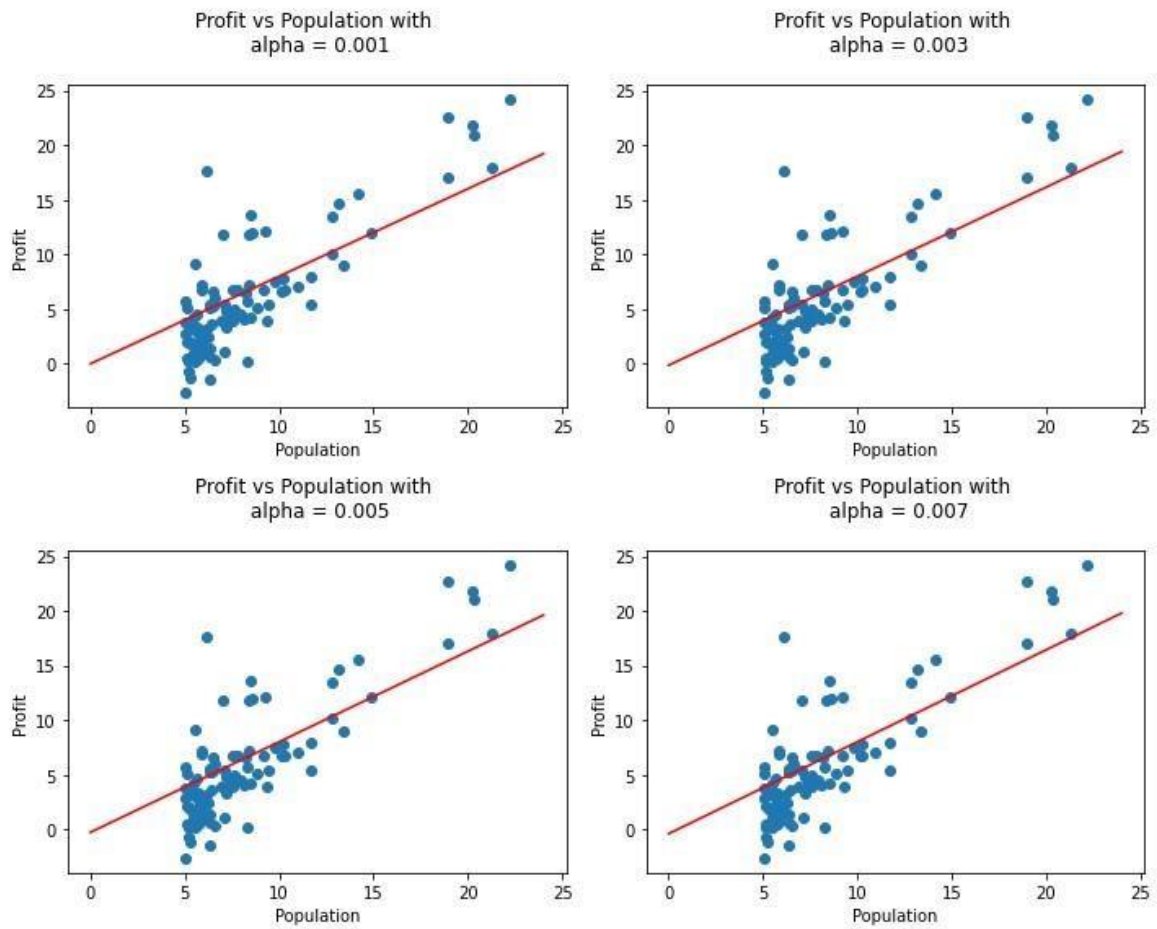 Profit vs Population with
alpha = 0.001
25
20
15
10
5
0
Profit
0 5 10 15 20 25
Population
Profit vs Population with
alpha = 0.003
25
20
15
10
5
0
Profit
0 5 10 15 20 25
Population
Profit vs Population with
alpha = 0.005
25
20
15
10
5
0
Profit
0 5 10 15 20 25
Population
Profit vs Population with
alpha = 0.007
25
20
15
10
5
0
Profit
0 5 10 15 20 25
Population